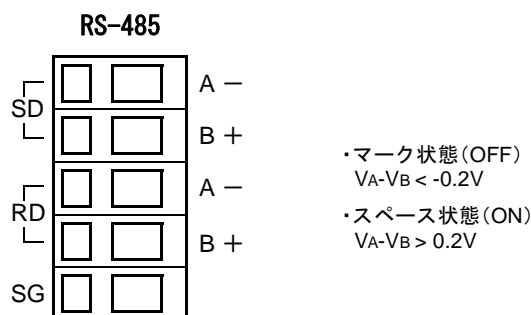 RS-485
SD
A −
B +
RD
A −
B +
SG
・マーク状態(OFF)
VA-VB < -0.2V
・スペース状態(ON)
VA-VB > 0.2V